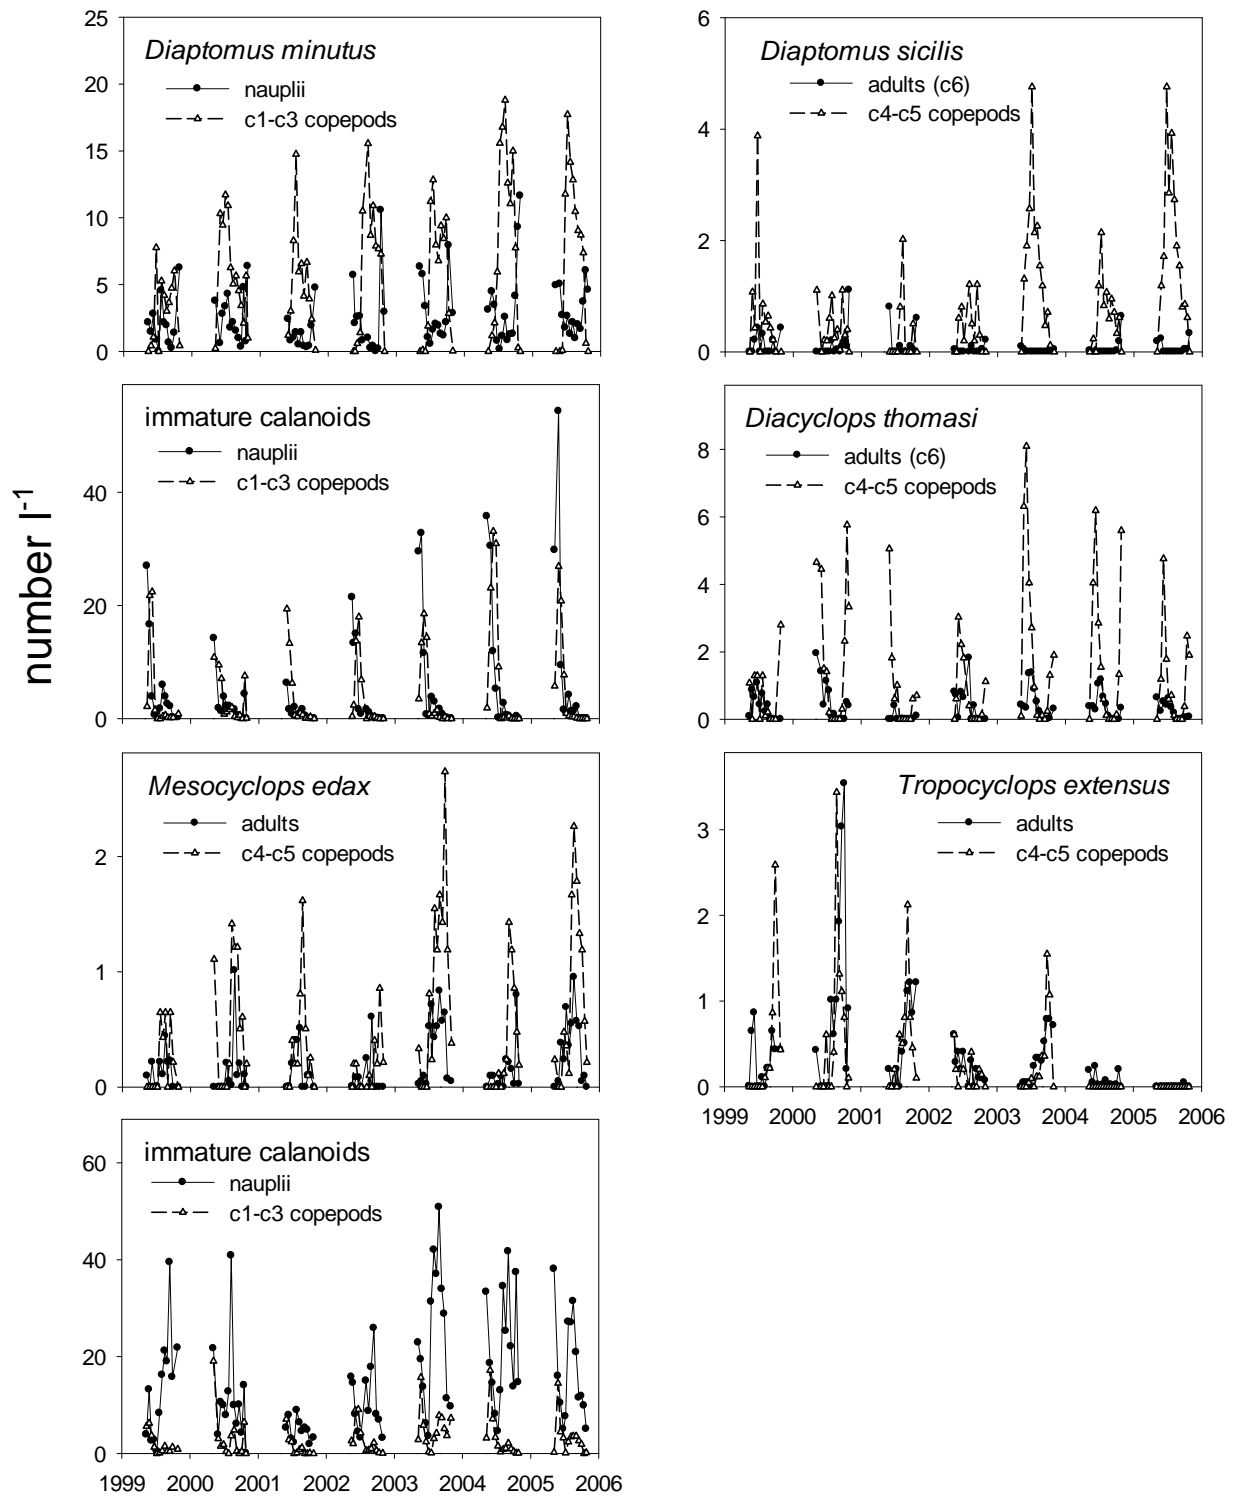 number l-1
25
20
15
10
5
0
Diaptomus minutus
nauplii
c1-c3 copepods
6
4
2
0
Diaptomus sicilis
adults (c6)
c4-c5 copepods
40
20
0
immature calanoids
nauplii
c1-c3 copepods
8
6
4
2
0
Diacyclops thomasi
adults (c6)
c4-c5 copepods
2
1
0
Mesocyclops edax
adults
c4-c5 copepods
3
2
1
0
Tropocyclops extensus
adults
c4-c5 copepods
1999 2000 2001 2002 2003 2004 2005 2006
60
40
20
0
immature calanoids
nauplii
c1-c3 copepods
1999 2000 2001 2002 2003 2004 2005 2006